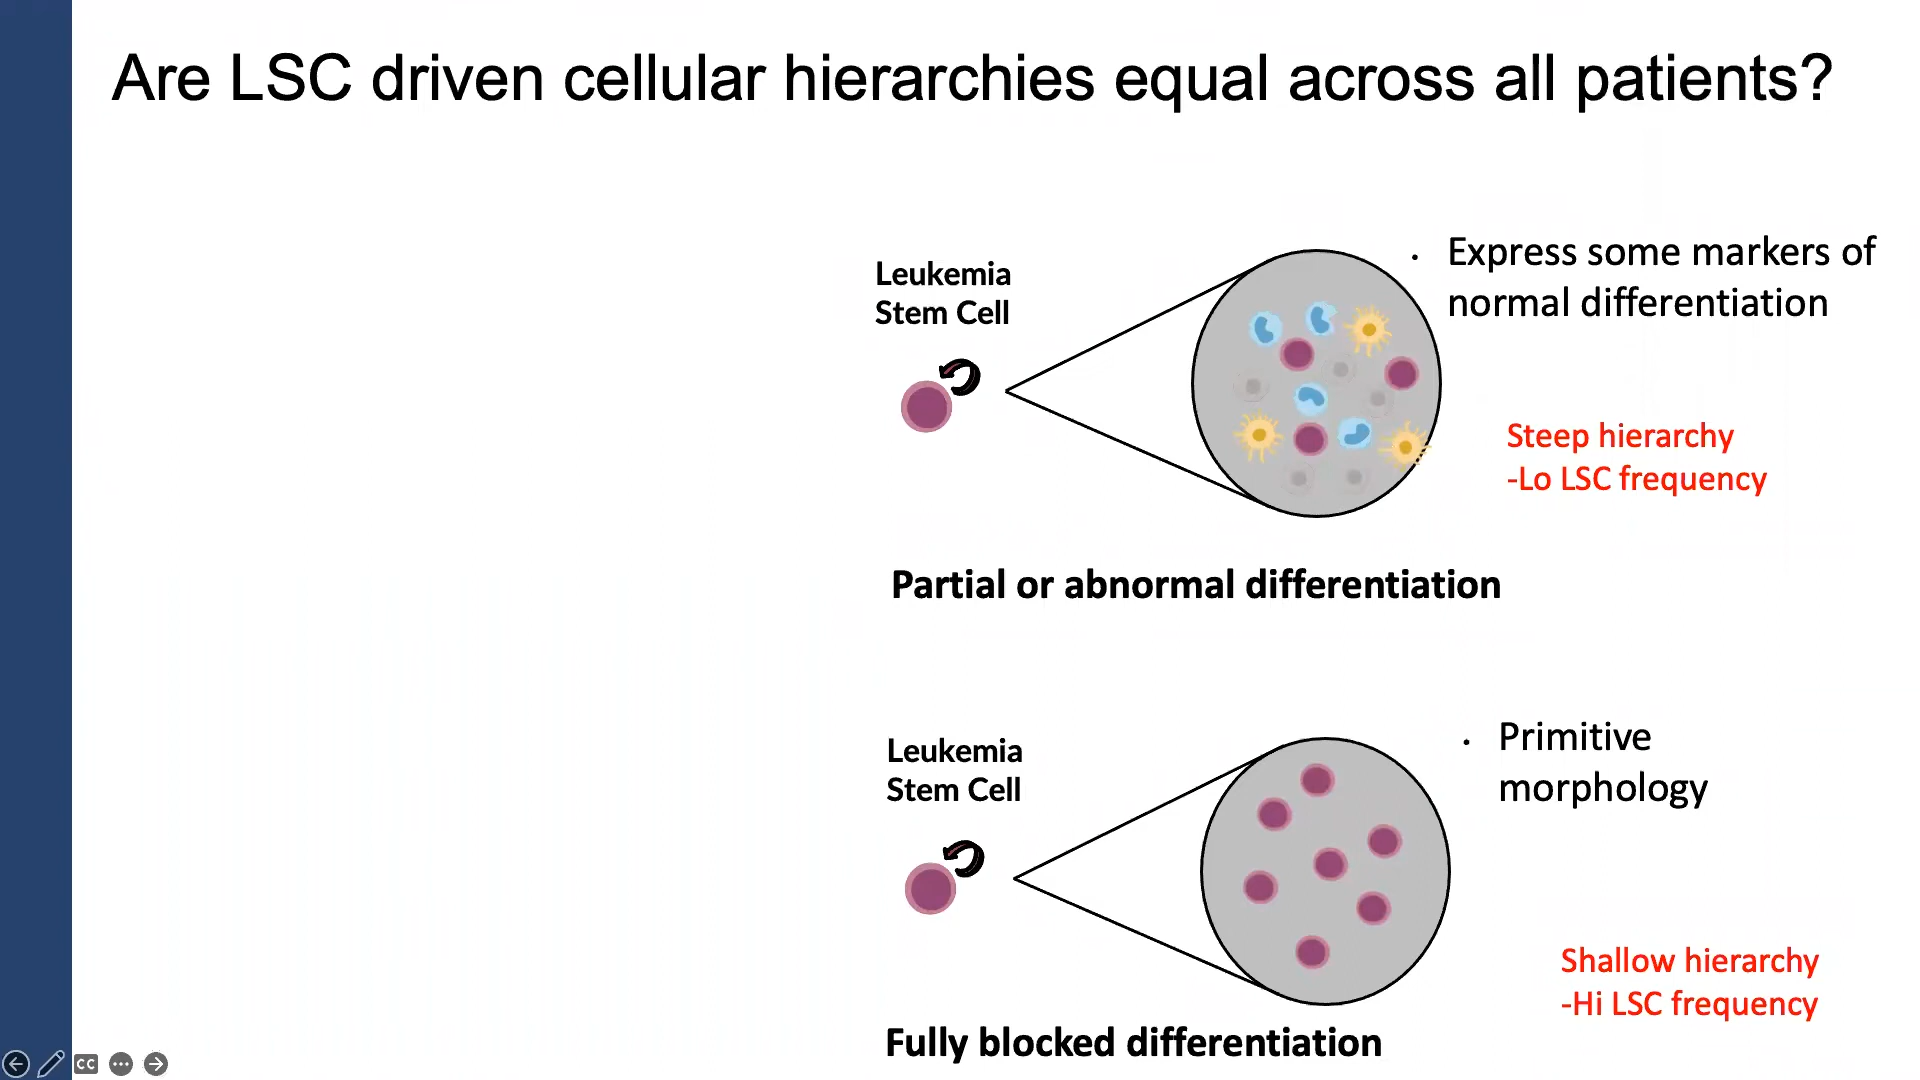 Are LSC driven cellular hierarchies equal across all patients?
Leukemia
Stem Cell
• Express some markers of
normal differentiation
Steep hierarchy
-Lo LSC frequency
Partial or abnormal differentiation
Leukemia
Stem Cell
• Primitive
morphology
Shallow hierarchy
-Hi LSC frequency
Fully blocked differentiation
CC